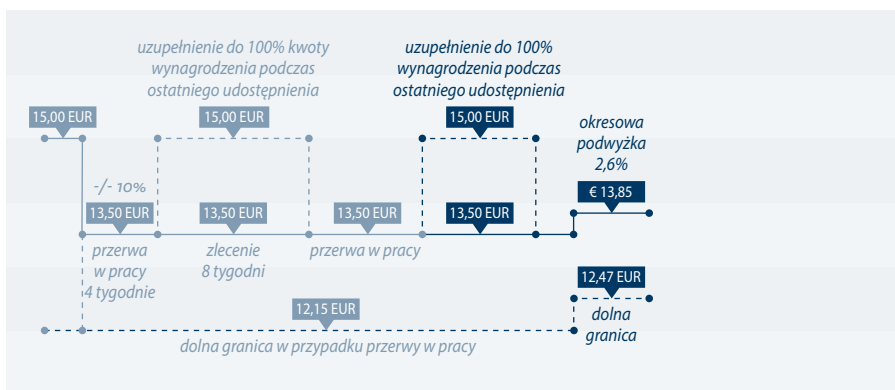 uzupełnienie do 100% kwoty
wynagrodzenia podczas
ostatniego udostępnienia
uzupełnienie do 100%
wynagrodzenia podczas
ostatniego udostępnienia
15,00 EUR
15,00 EUR
15,00 EUR
okresowa
podwyżka
2,6%
-/- 10%
€ 13,85
13,50 EUR
13,50 EUR
13,50 EUR
13,50 EUR
przerwa
w pracy
4 tygodnie
zlecenie
8 tygodni
przerwa w pracy
12,47 EUR
12,15 EUR
dolna
granica
dolna granica w przypadku przerwy w pracy